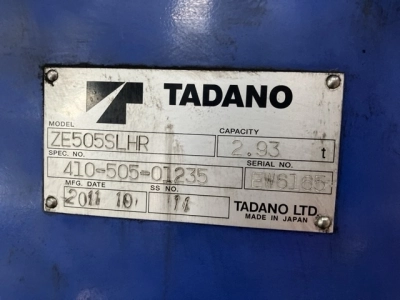 TADANO
MODEL CAPACITY
ZE505SLHR 2.93 t
SPEC. NO. SERIAL NO.
410-505-01235
MFG. DATE SS NO.
2011 10 11
TADANO LTD.
MADE IN JAPAN